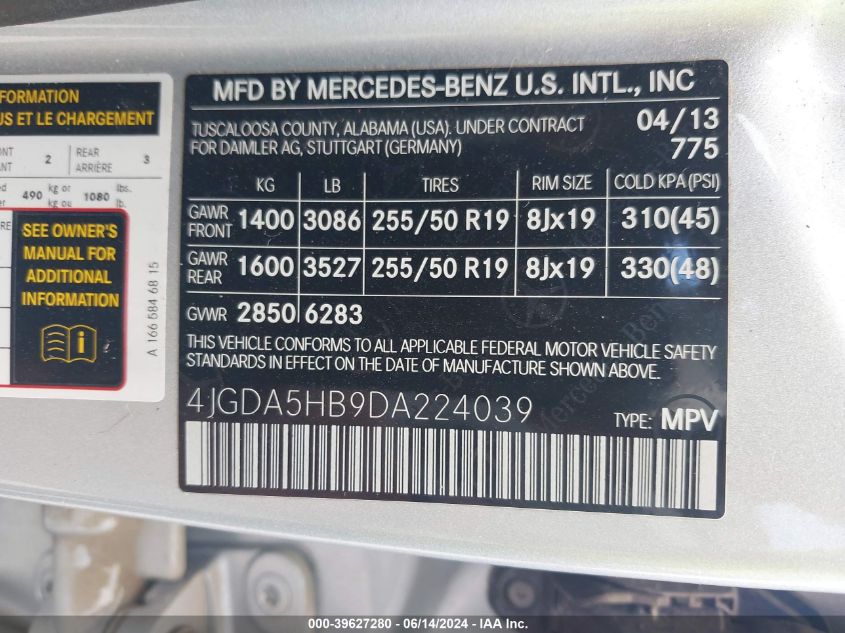 FORMATION
US ET LE CHARGEMENT
2 REAR ARRIÈRE 3
490 kg or kg ou 1080 lbs. lb.
SEE OWNER'S
MANUAL FOR
ADDITIONAL
INFORMATION
A 166 584 68 15
MFD BY MERCEDES-BENZ U.S. INTL., INC
TUSCALOOSA COUNTY, ALABAMA (USA). UNDER CONTRACT 04/13
FOR DAIMLER AG, STUTTGART (GERMANY) 775
KG LB TIRES RIM SIZE COLD KPA (PSI)
GAWR FRONT 1400 3086 255/50 R19 8Jx19 310(45)
GAWR REAR 1600 3527 255/50 R19 8Jx19 330(48)
GVWR 2850 6283
THIS VEHICLE CONFORMS TO ALL APPLICABLE FEDERAL MOTOR VEHICLE SAFETY
STANDARDS IN EFFECT ON THE DATE OF MANUFACTURE SHOWN ABOVE.
4JGDA5HB9DA224039 TYPE: MPV
000-39627280 - 06/14/2024 - IAA Inc.